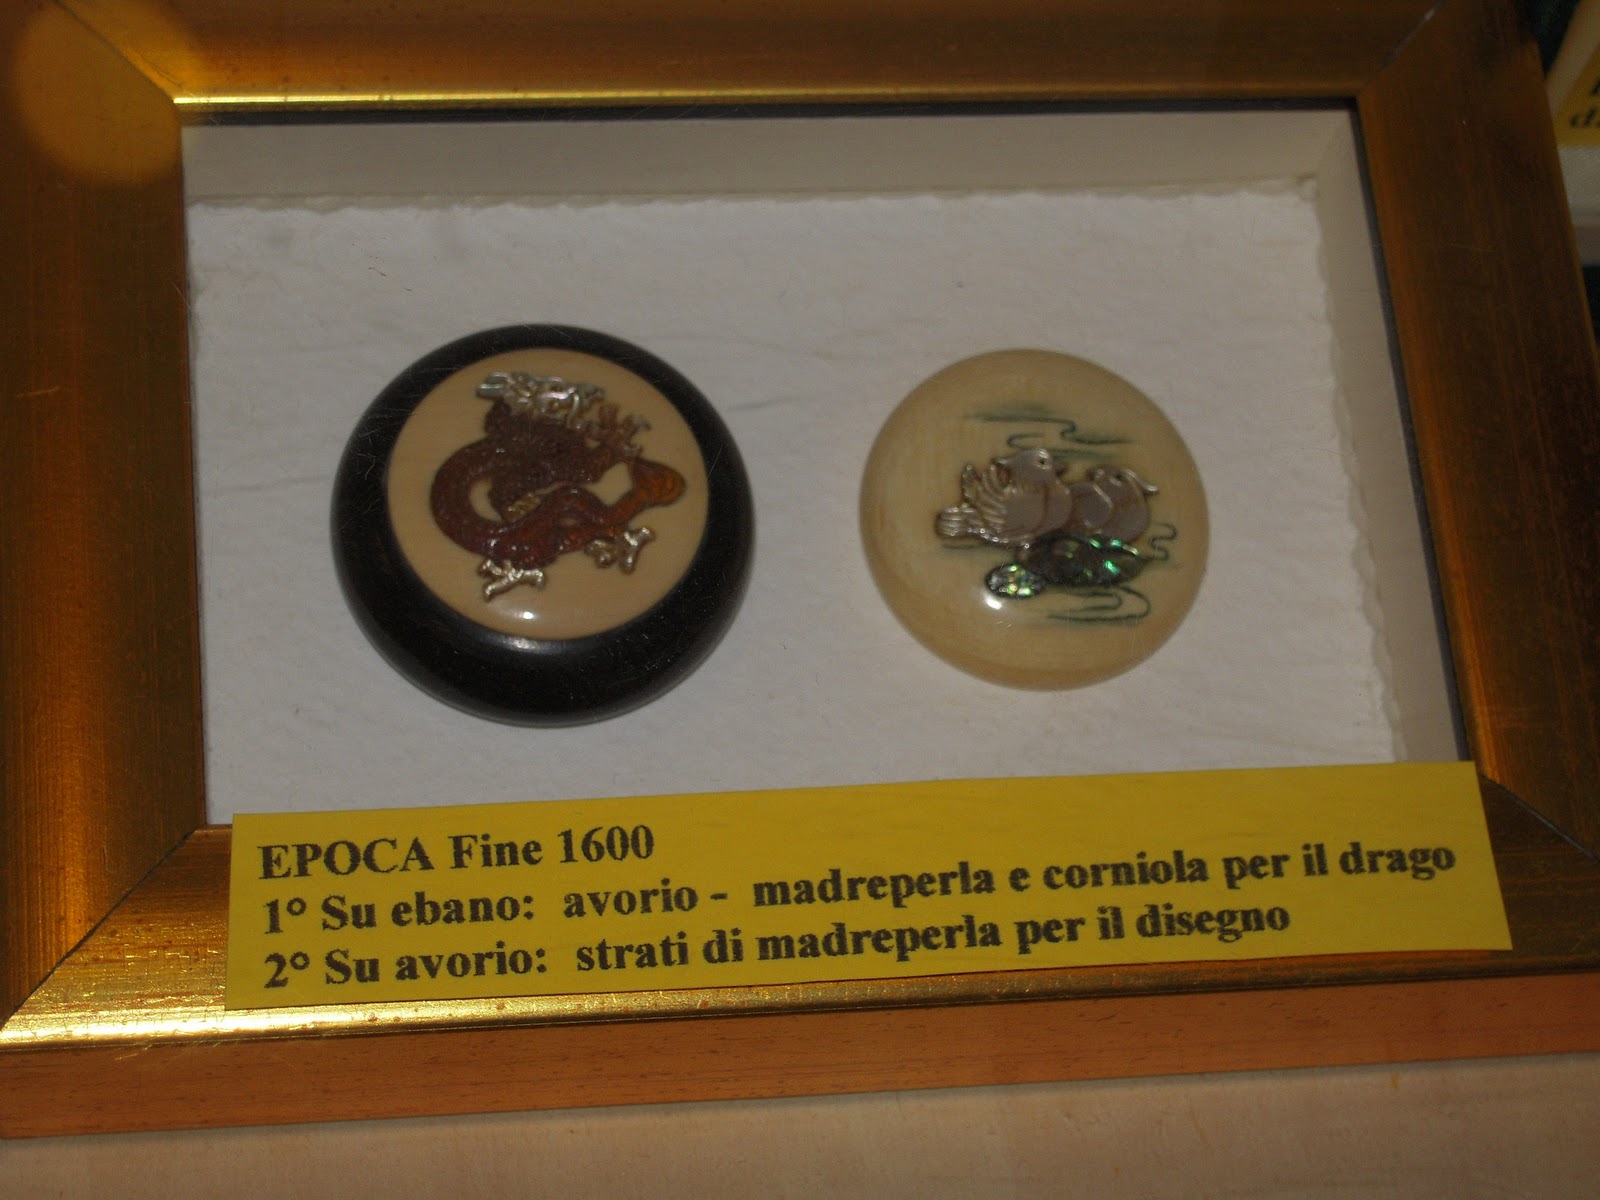 EPOCA Fine 1600
1° Su ebano: avorio - madreperla e corniola per il drago
2° Su avorio: strati di madreperla per il disegno